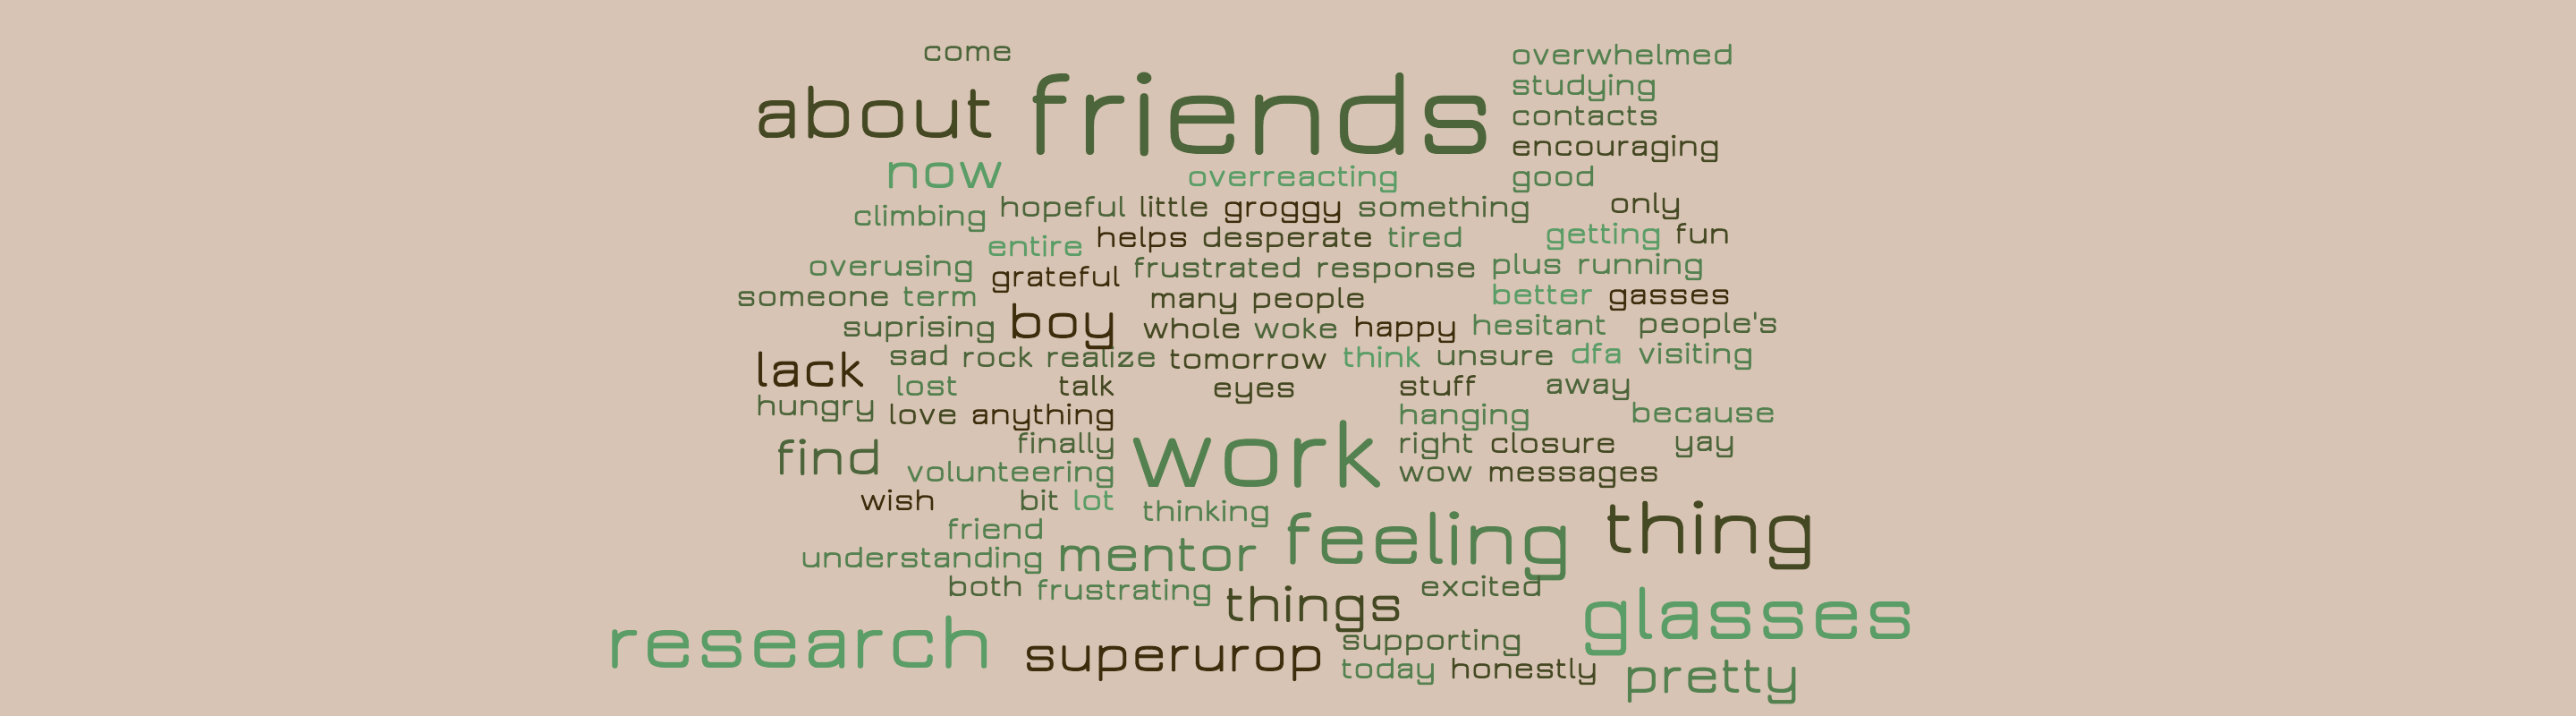 come
overwhelmed
about friends
studying
contacts
encouraging
now
overreacting
good
climbing
hopeful little groggy something
only
entire
helps desperate tired
getting fun
overusing
grateful
frustrated response
plus running
someone term
many people
better gasses
suprising
boy
whole woke happy hesitant
people's
lack
sad rock realize tomorrow think unsure dfa visiting
lost
talk
eyes
stuff
away
hungry
love anything
hanging
because
find
finally
work
right closure
yay
volunteering
wow messages
wish
bit lot
thinking
friend
feeling
thing
understanding
mentor
both frustrating
things
excited
glasses
research
superurop
supporting
today honestly
pretty